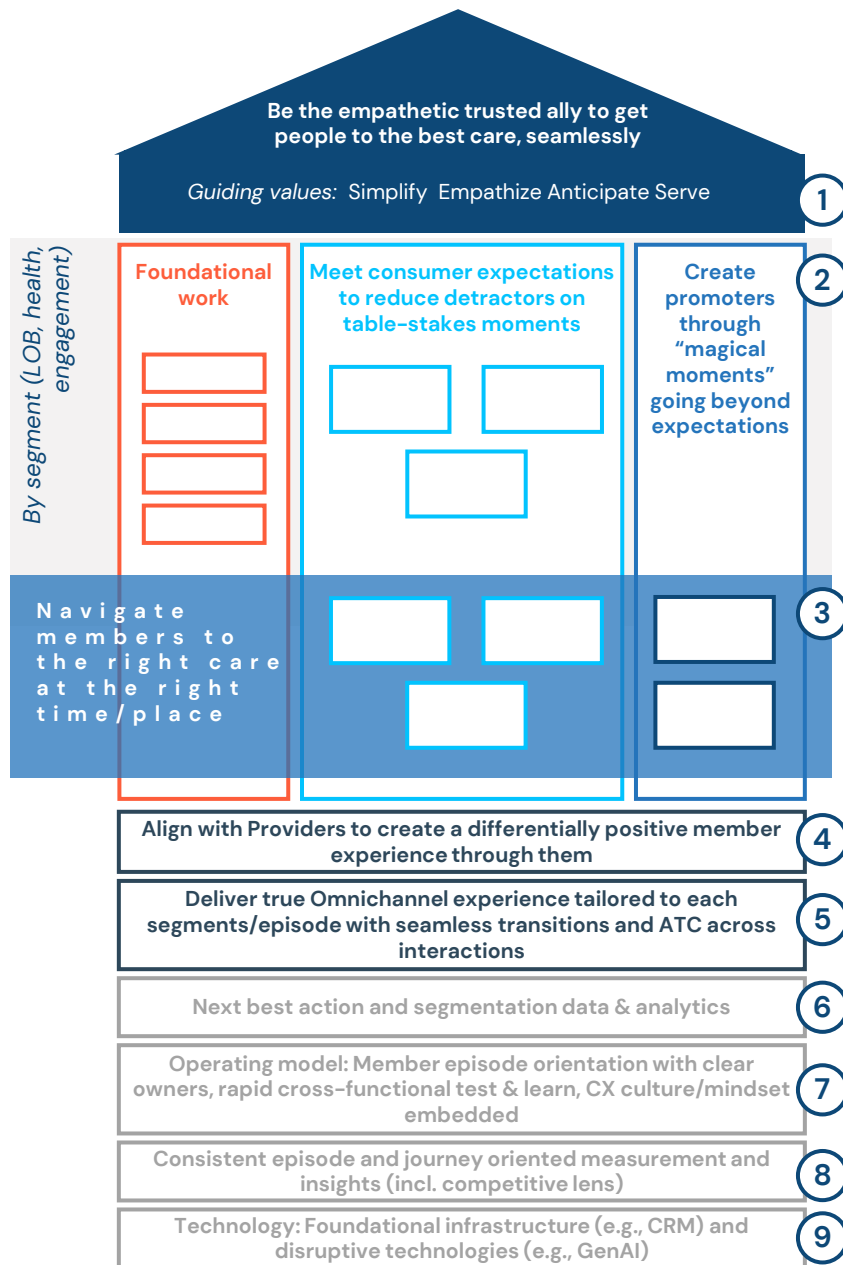 Be the empathetic trusted ally to get
people to the best care, seamlessly
Guiding values: Simplify Empathize Anticipate Serve
1
By segment (LOB, health,
engagement)
Foundational
work
Meet consumer expectations
to reduce detractors on
table-stakes moments
Create
promoters
through
“magical
moments”
going beyond
expectations
2
Navigate
members to
the right care
at the right
time/place
3
Align with Providers to create a differentially positive member
experience through them
4
Deliver true Omnichannel experience tailored to each
segments/episode with seamless transitions and ATC across
interactions
5
Next best action and segmentation data & analytics
6
Operating model: Member episode orientation with clear
owners, rapid cross-functional test & learn, CX culture/mindset
embedded
7
Consistent episode and journey oriented measurement and
insights (incl. competitive lens)
8
Technology: Foundational infrastructure (e.g., CRM) and
disruptive technologies (e.g., GenAI)
9